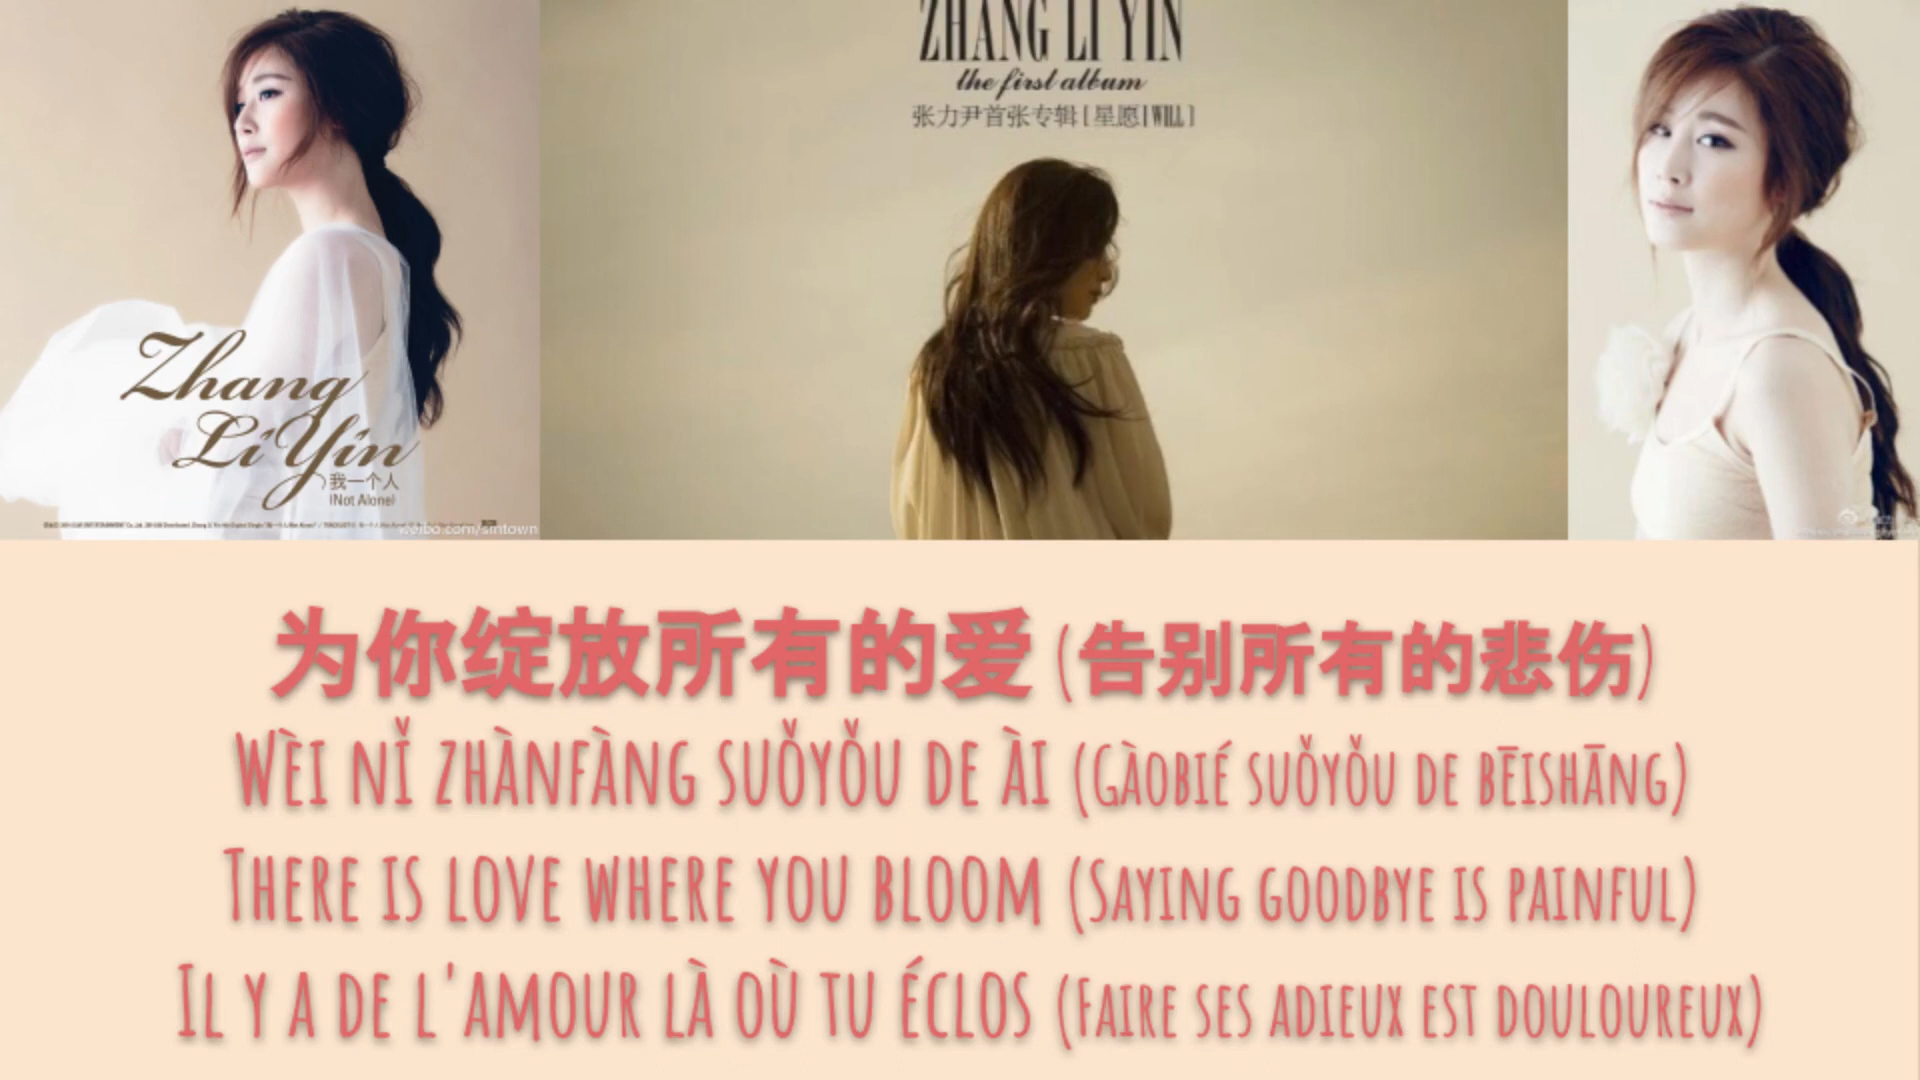 Zhang
Li Yin
我一个人
(Not Alone)
weibo.com/smtown
ZHANG LI YIN
the first album
张力尹首张专辑 [ 星愿 I WILL ]
为你绽放所有的爱 (告别所有的悲伤)
Wèi nǐ zhànfàng suǒyǒu de ài (Gàobié suǒyǒu de bēishāng)
There is love where you bloom (Saying goodbye is painful)
Il y a de l'amour là où tu éclos (Faire ses adieux est douloureux)